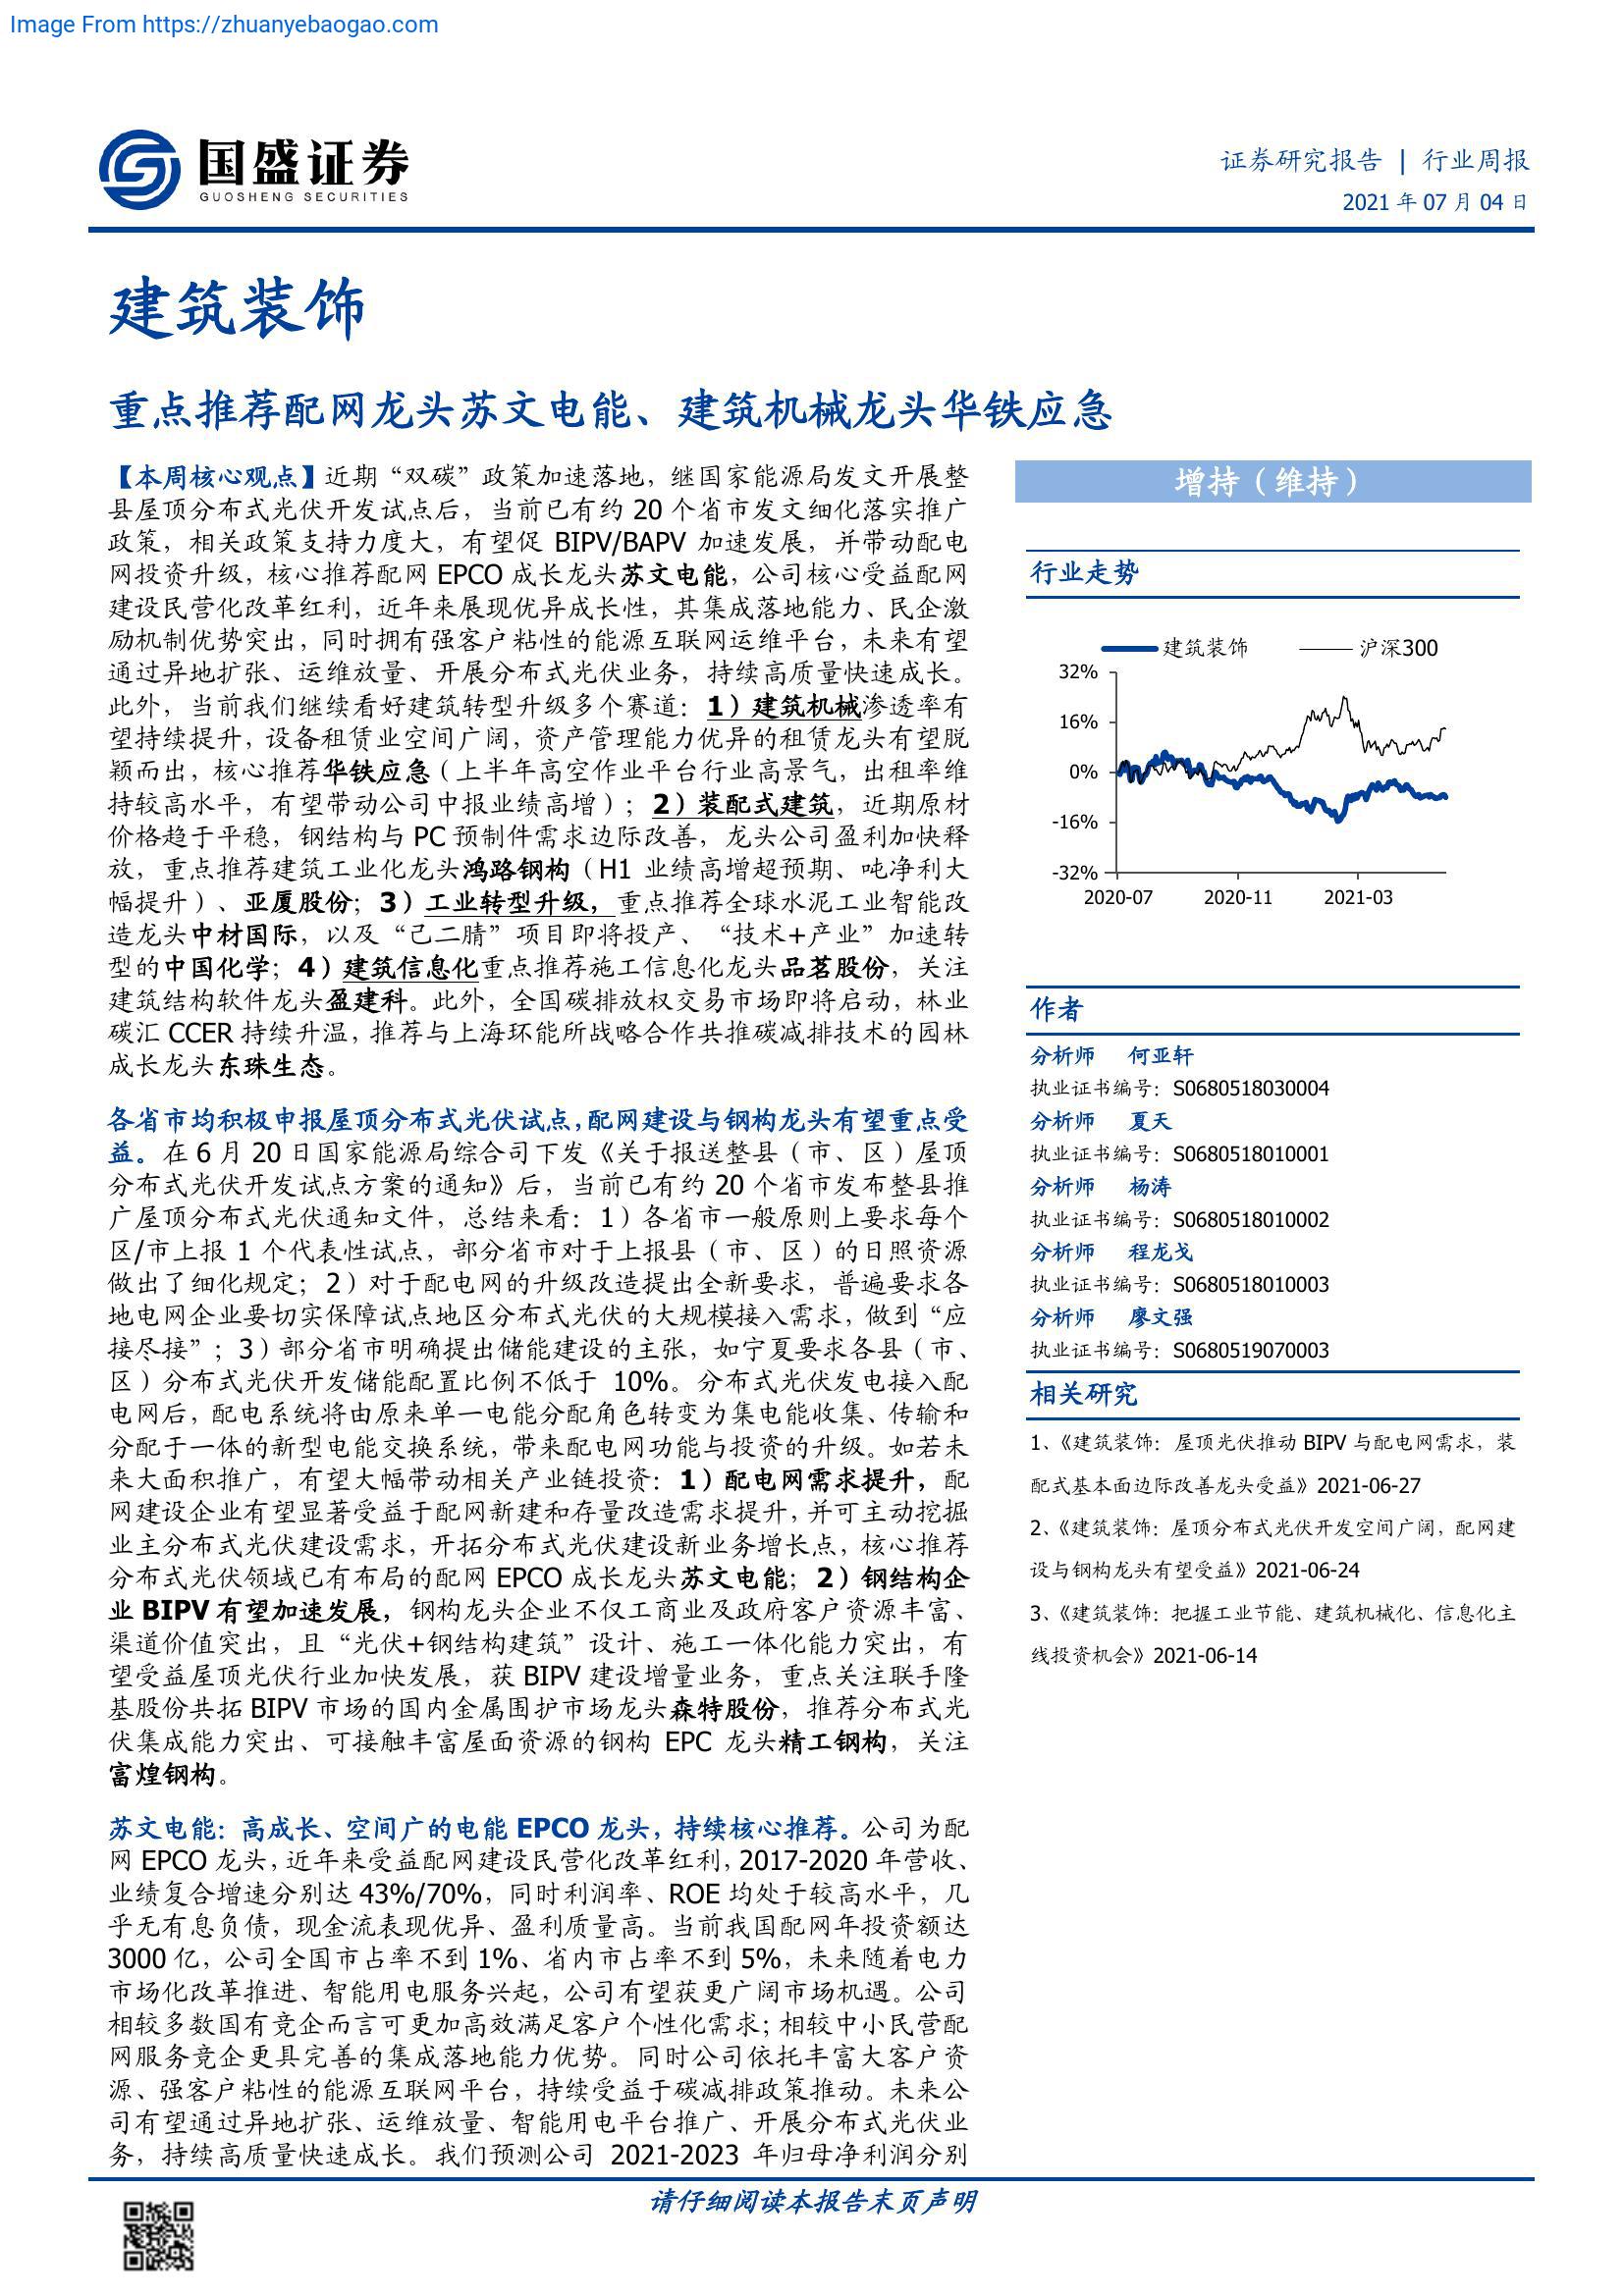 Image From https://zhuanyebaogao.com
国盛证券
GUOSHENG SECURITIES
证券研究报告 | 行业周报
2021 年 07 月 04 日
建筑装饰
重点推荐配网龙头苏文电能、建筑机械龙头华铁应急
【本周核心观点】近期“双碳”政策加速落地，继国家能源局发文开展整
县屋顶分布式光伏开发试点后，当前已有约 20 个省市发文细化落实推广
政策，相关政策支持力度大，有望促 BIPV/BAPV 加速发展，并带动配电
网投资升级，核心推荐配网 EPCO 成长龙头苏文电能，公司核心受益配网
建设民营化改革红利，近年来展现优异成长性，其集成落地能力、民企激
励机制优势突出，同时拥有强客户粘性的能源互联网运维平台，未来有望
通过异地扩张、运维放量、开展分布式光伏业务，持续高质量快速成长。
此外，当前我们继续看好建筑转型升级多个赛道：1）建筑机械渗透率有
望持续提升，设备租赁业空间广阔，资产管理能力优异的租赁龙头有望脱
颖而出，核心推荐华铁应急（上半年高空作业平台行业高景气，出租率维
持较高水平，有望带动公司中报业绩高增）；2）装配式建筑，近期原材
价格趋于平稳，钢结构与 PC 预制件需求边际改善，龙头公司盈利加快释
放，重点推荐建筑工业化龙头鸿路钢构（H1 业绩高增超预期、吨净利大
幅提升）、亚厦股份；3）工业转型升级，重点推荐全球水泥工业智能改
造龙头中材国际，以及“己二腈”项目即将投产、“技术+产业”加速转
型的中国化学；4）建筑信息化重点推荐施工信息化龙头品茗股份，关注
建筑结构软件龙头盈建科。此外，全国碳排放权交易市场即将启动，林业
碳汇 CCER 持续升温，推荐与上海环能所战略合作共推碳减排技术的园林
成长龙头东珠生态。
各省市均积极申报屋顶分布式光伏试点，配网建设与钢构龙头有望重点受
益。在 6 月 20 日国家能源局综合司下发《关于报送整县（市、区）屋顶
分布式光伏开发试点方案的通知》后，当前已有约 20 个省市发布整县推
广屋顶分布式光伏通知文件，总结来看：1）各省市一般原则上要求每个
区/市上报 1 个代表性试点，部分省市对于上报县（市、区）的日照资源
做出了细化规定；2）对于配电网的升级改造提出全新要求，普遍要求各
地电网企业要切实保障试点地区分布式光伏的大规模接入需求，做到“应
接尽接”；3）部分省市明确提出储能建设的主张，如宁夏要求各县（市、
区）分布式光伏开发储能配置比例不低于 10%。分布式光伏发电接入配
电网后，配电系统将由原来单一电能分配角色转变为集电能收集、传输和
分配于一体的新型电能交换系统，带来配电网功能与投资的升级。如若未
来大面积推广，有望大幅带动相关产业链投资：1）配电网需求提升，配
网建设企业有望显著受益于配网新建和存量改造需求提升，并可主动挖掘
业主分布式光伏建设需求，开拓分布式光伏建设新业务增长点，核心推荐
分布式光伏领域已有布局的配网 EPCO 成长龙头苏文电能；2）钢结构企
业 BIPV 有望加速发展，钢构龙头企业不仅工商业及政府客户资源丰富、
渠道价值突出，且“光伏+钢结构建筑”设计、施工一体化能力突出，有
望受益屋顶光伏行业加快发展，获 BIPV 建设增量业务，重点关注联手隆
基股份共拓 BIPV 市场的国内金属围护市场龙头森特股份，推荐分布式光
伏集成能力突出、可接触丰富屋面资源的钢构 EPC 龙头精工钢构，关注
富煌钢构。
苏文电能：高成长、空间广的电能 EPCO 龙头，持续核心推荐。公司为配
网 EPCO 龙头，近年来受益配网建设民营化改革红利，2017-2020 年营收、
业绩复合增速分别达 43%/70%，同时利润率、ROE 均处于较高水平，几
乎无有息负债，现金流表现优异、盈利质量高。当前我国配网年投资额达
3000 亿，公司全国市占率不到 1%、省内市占率不到 5%，未来随着电力
市场化改革推进、智能用电服务兴起，公司有望获更广阔市场机遇。公司
相较多数国有竞企而言可更加高效满足客户个性化需求；相较中小民营配
网服务竞企更具完善的集成落地能力优势。同时公司依托丰富大客户资
源、强客户粘性的能源互联网平台，持续受益于碳减排政策推动。未来公
司有望通过异地扩张、运维放量、智能用电平台推广、开展分布式光伏业
务，持续高质量快速成长。我们预测公司 2021-2023 年归母净利润分别
增持（维持）
行业走势
建筑装饰 沪深300
32%
16%
0%
-16%
-32%
2020-07 2020-11 2021-03
作者
分析师 何亚轩
执业证书编号：S0680518030004
分析师 夏天
执业证书编号：S0680518010001
分析师 杨涛
执业证书编号：S0680518010002
分析师 程龙戈
执业证书编号：S0680518010003
分析师 廖文强
执业证书编号：S0680519070003
相关研究
1、《建筑装饰：屋顶光伏推动 BIPV 与配电网需求，装
配式基本面边际改善龙头受益》2021-06-27
2、《建筑装饰：屋顶分布式光伏开发空间广阔，配网建
设与钢构龙头有望受益》2021-06-24
3、《建筑装饰：把握工业节能、建筑机械化、信息化主
线投资机会》2021-06-14
请仔细阅读本报告末页声明